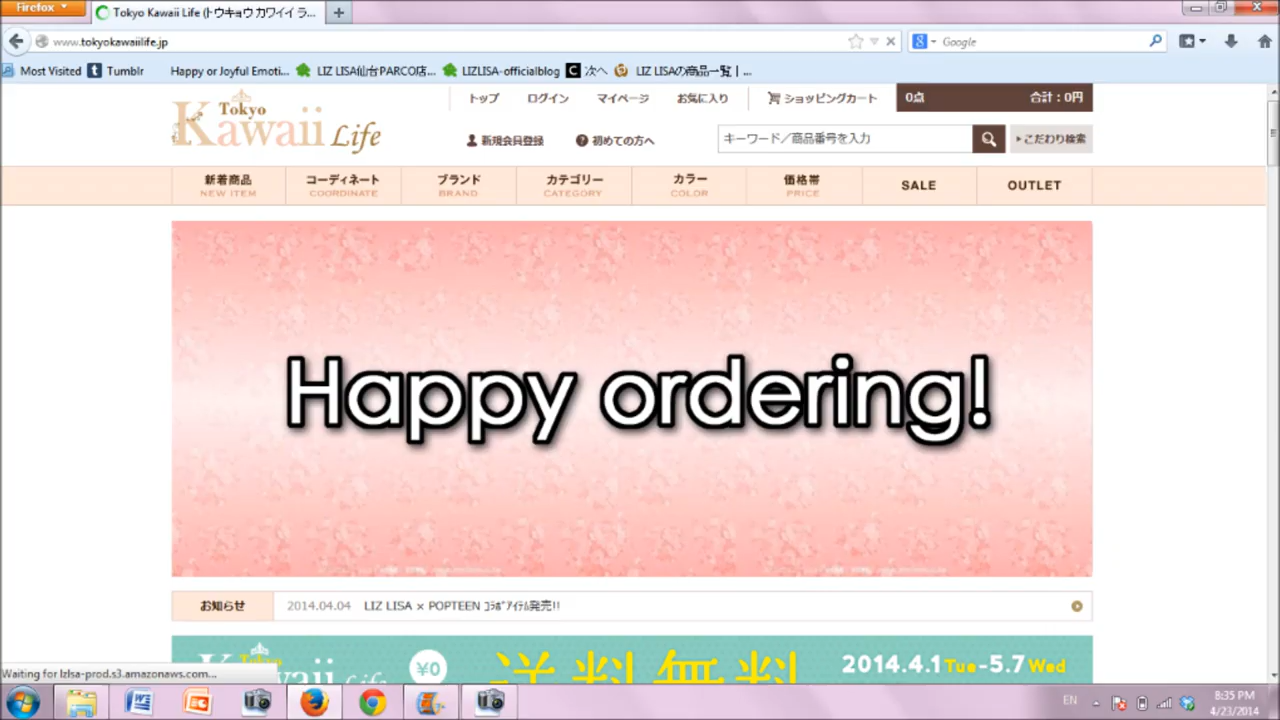 Firefox
Tokyo Kawaii Life (トウキョウ カワイイ ラ...
www.tokyokawaiilife.jp
Google
Most Visited
Tumblr
Happy or Joyful Emoti...
LIZ LISA仙台PARCO店...
LIZLISA-officialblog
次へ
LIZ LISAの商品一覧 | ...
Tokyo Kawaii Life
トップ
ログイン
マイページ
お気に入り
ショッピングカート
0点
合計：0円
新規会員登録
初めての方へ
キーワード／商品番号を入力
こだわり検索
新着商品
NEW ITEM
コーディネート
COORDINATE
ブランド
BRAND
カテゴリー
CATEGORY
カラー
COLOR
価格帯
PRICE
SALE
OUTLET
Happy ordering!
お知らせ
2014.04.04 LIZ LISA × POPTEEN ｺﾗﾎﾞｱｲﾃﾑ発売!!
Tokyo
Kawaii Life
¥0
送料無料
2014.4.1Tue-5.7Wed
Waiting for lzlsa-prod.s3.amazonaws.com...
EN
8:35 PM
4/23/2014